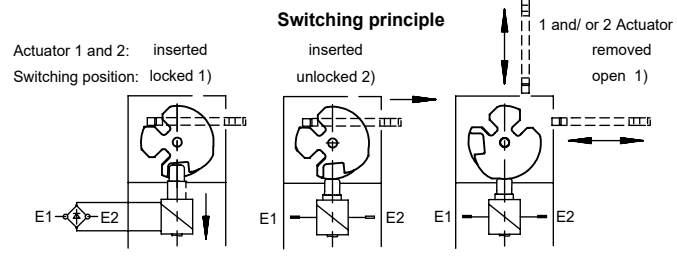 Switching principle
Actuator 1 and 2: inserted inserted 1 and/ or 2 Actuator removed
Switching position: locked 1) unlocked 2) open 1)
E1 E2 E1 E2 E1 E2